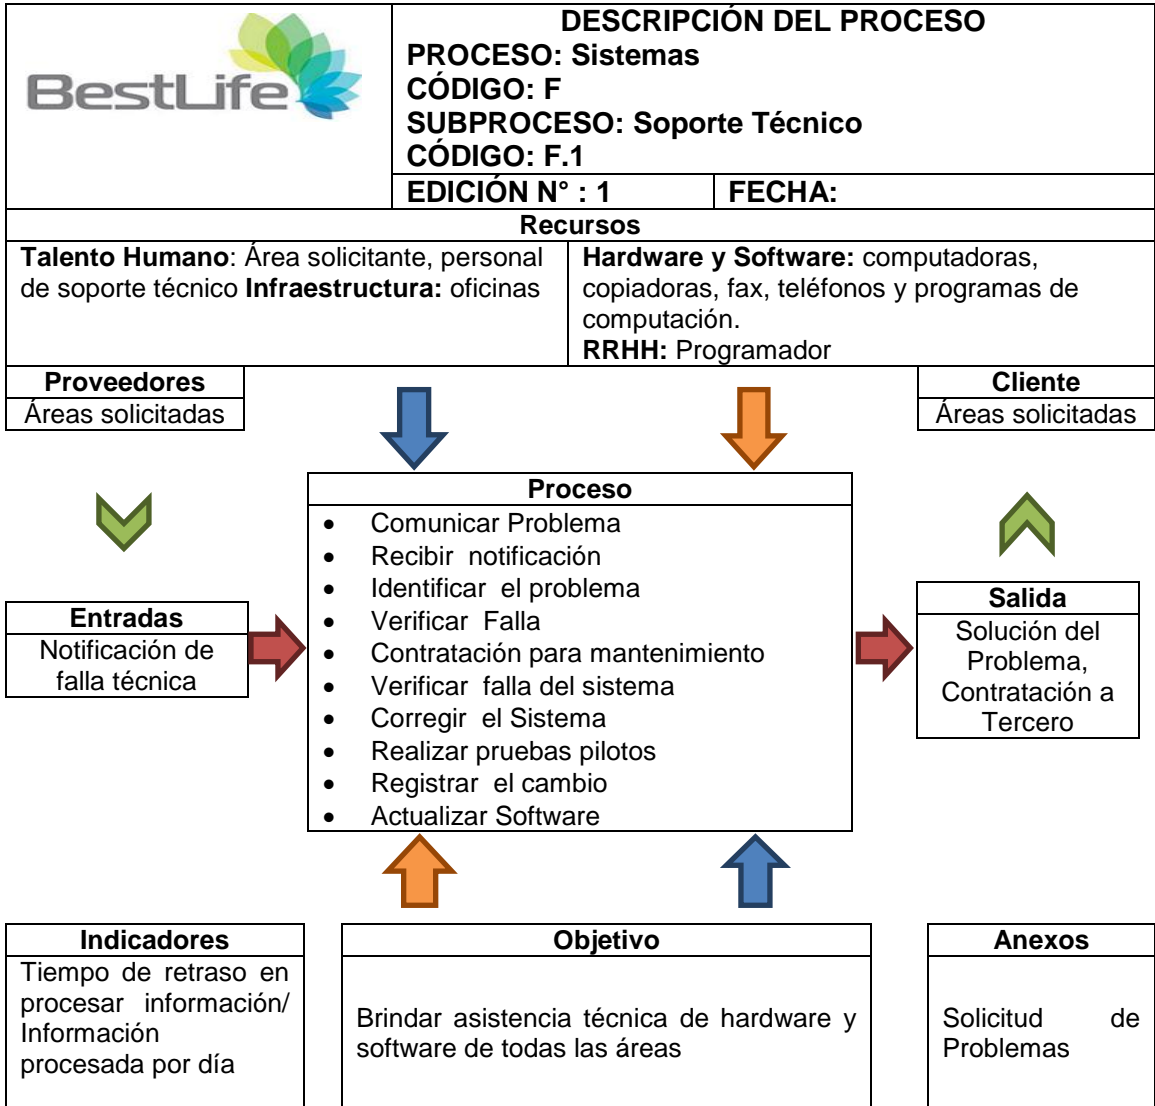 BestLife
DESCRIPCIÓN DEL PROCESO
PROCESO: Sistemas
CÓDIGO: F
SUBPROCESO: Soporte Técnico
CÓDIGO: F.1
EDICIÓN N° : 1
FECHA:
Recursos
Talento Humano: Área solicitante, personal
de soporte técnico Infraestructura: oficinas
Hardware y Software: computadoras,
copiadoras, fax, teléfonos y programas de
computación.
RRHH: Programador
Proveedores
Áreas solicitadas
Cliente
Áreas solicitadas
Proceso
• Comunicar Problema
• Recibir notificación
• Identificar el problema
• Verificar Falla
• Contratación para mantenimiento
• Verificar falla del sistema
• Corregir el Sistema
• Realizar pruebas pilotos
• Registrar el cambio
• Actualizar Software
Entradas
Notificación de
falla técnica
Salida
Solución del
Problema,
Contratación a
Tercero
Indicadores
Tiempo de retraso en
procesar información/
Información
procesada por día
Objetivo
Brindar asistencia técnica de hardware y
software de todas las áreas
Anexos
Solicitud de
Problemas